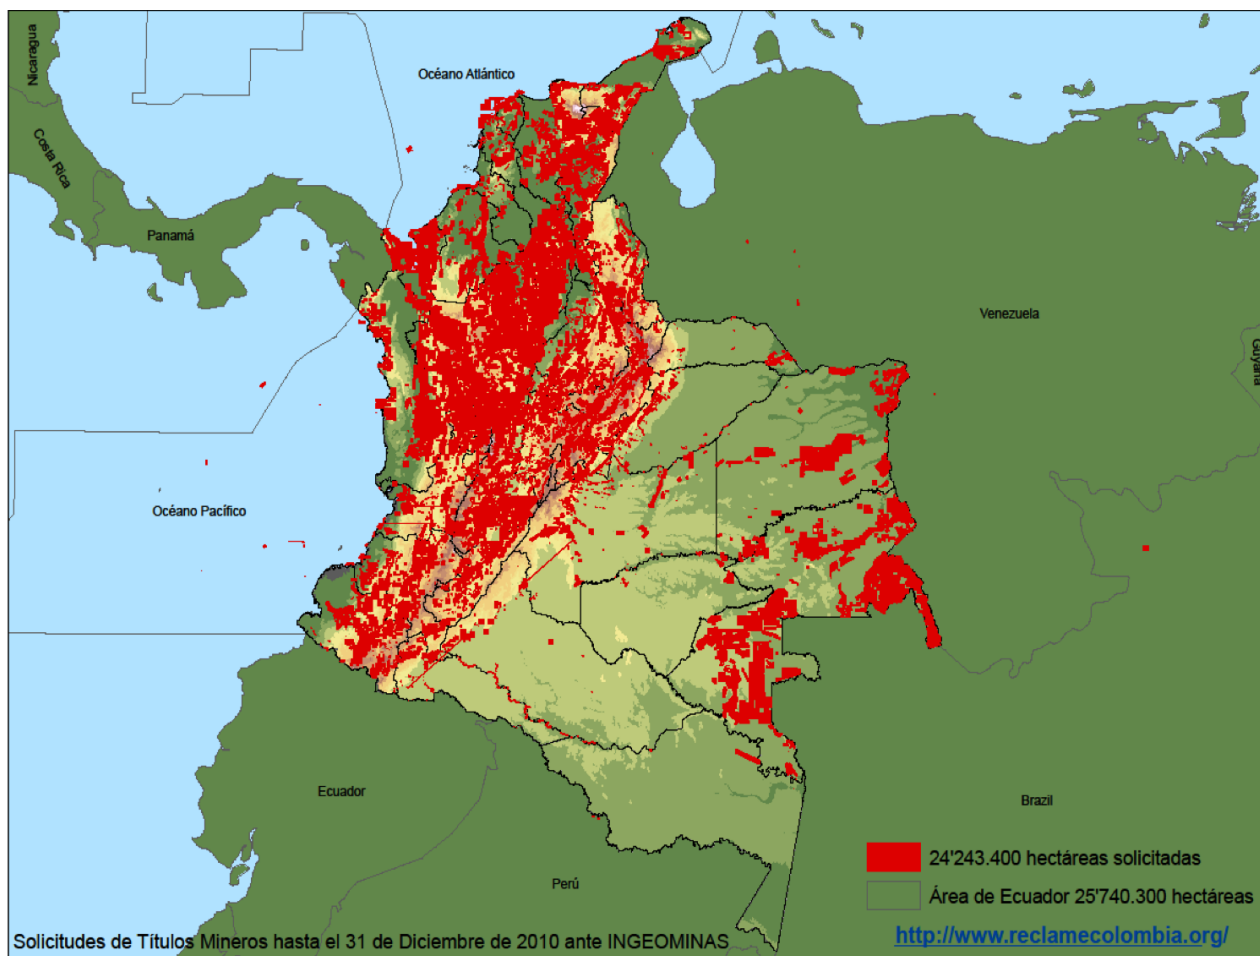 Nicaragua
Océano Atlántico
Costa Rica
Panamá
Venezuela
Guyana
Océano Pacífico
Ecuador
Brazil
Perú
24'243.400 hectáreas solicitadas
Área de Ecuador 25'740.300 hectáreas
Solicitudes de Títulos Mineros hasta el 31 de Diciembre de 2010 ante INGEOMINAS
http://www.reclamecolombia.org/